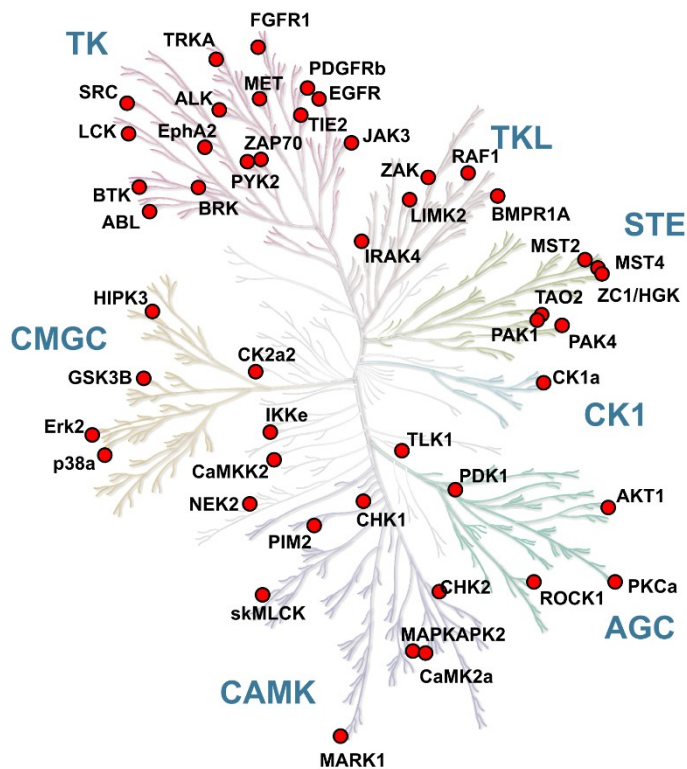 FGFR1
TK
TRKA
PDGFRb
MET
EGFR
SRC
ALK
TIE2
LCK
EphA2
ZAP70
JAK3
TKL
RAF1
ZAK
PYK2
BTK
BRK
LIMK2
BMPR1A
ABL
STE
MST2
IRAK4
MST4
ZC1/HGK
HIPK3
TAO2
CMGC
PAK1
PAK4
CK2a2
GSK3B
CK1a
IKKe
CK1
Erk2
TLK1
p38a
CaMKK2
PDK1
AKT1
NEK2
CHK1
PIM2
CHK2
ROCK1
PKCa
skMLCK
AGC
MAPKAPK2
CaMK2a
CAMK
MARK1